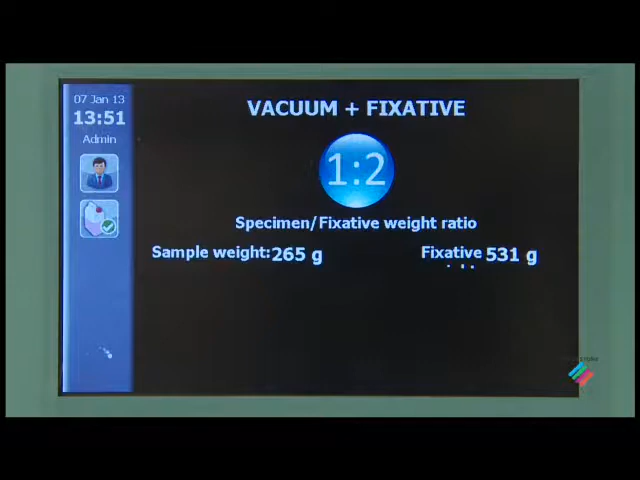 07 Jan 13
13:51
Admin
VACUUM + FIXATIVE
1:2
Specimen/Fixative weight ratio
Sample weight: 265 g
Fixative 531 g